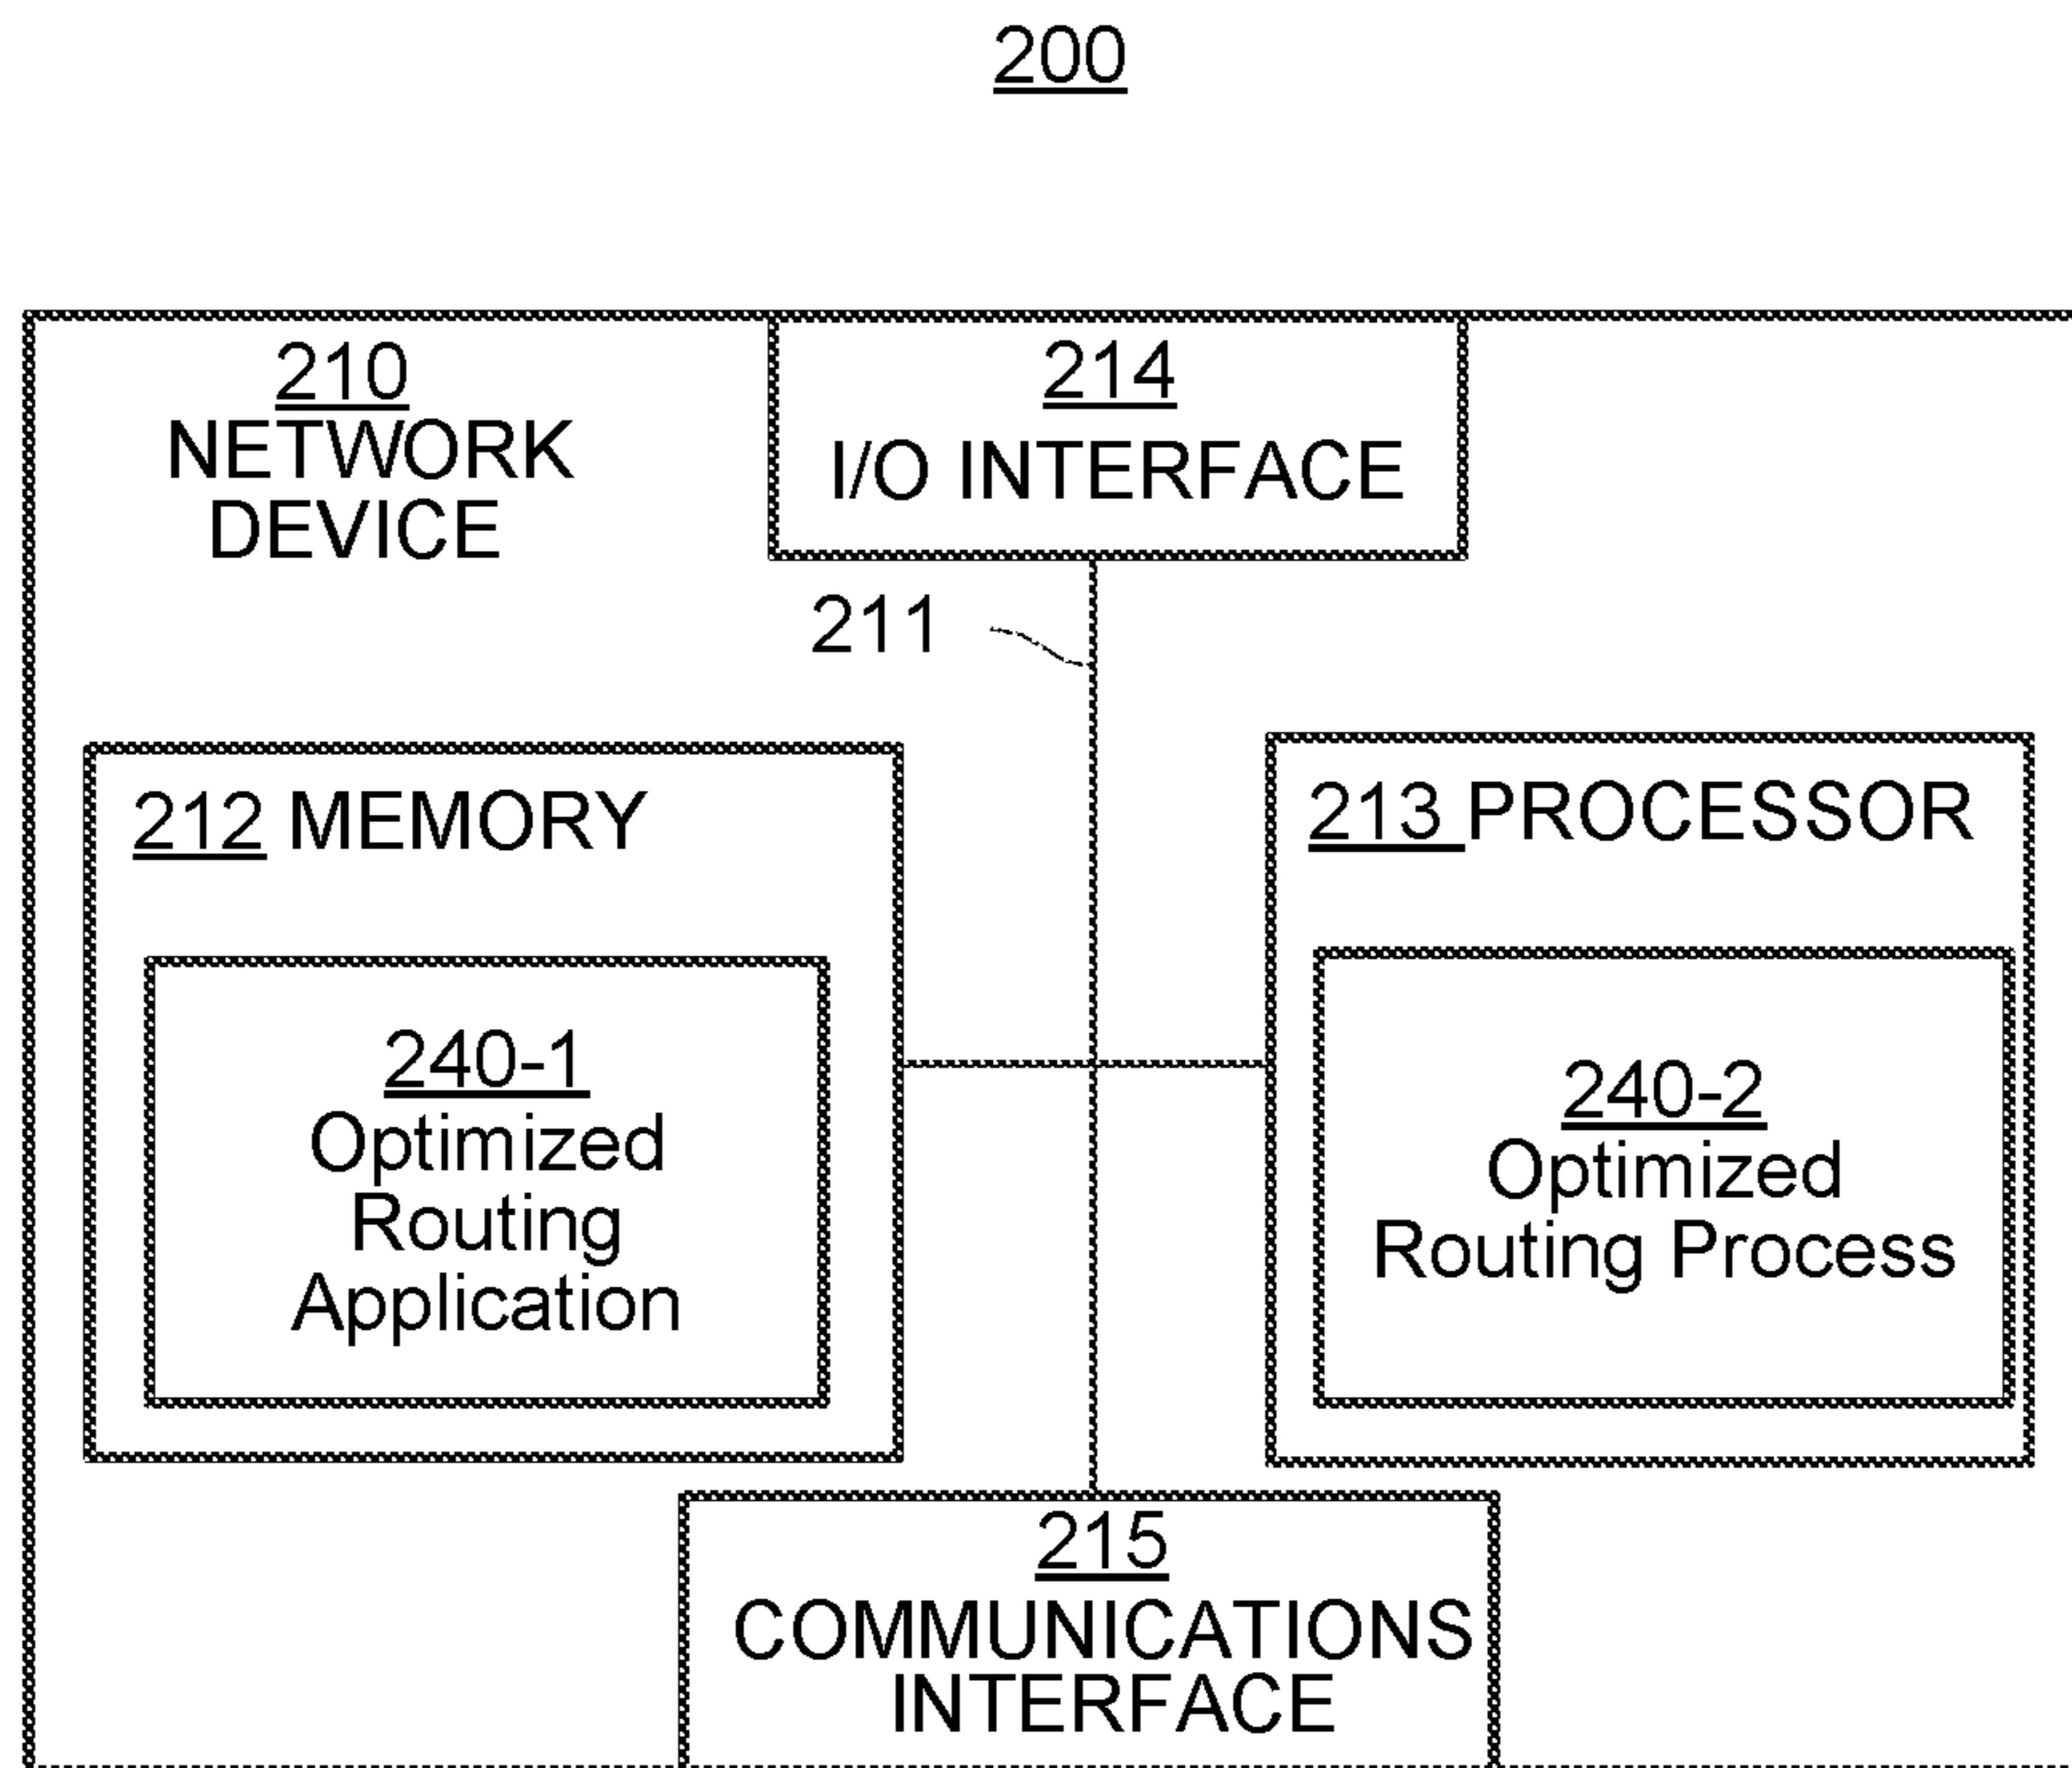 200
210
NETWORK
DEVICE
214
I/O INTERFACE
211
212 MEMORY
213 PROCESSOR
240-1
Optimized
Routing
Application
240-2
Optimized
Routing Process
215
COMMUNICATIONS
INTERFACE